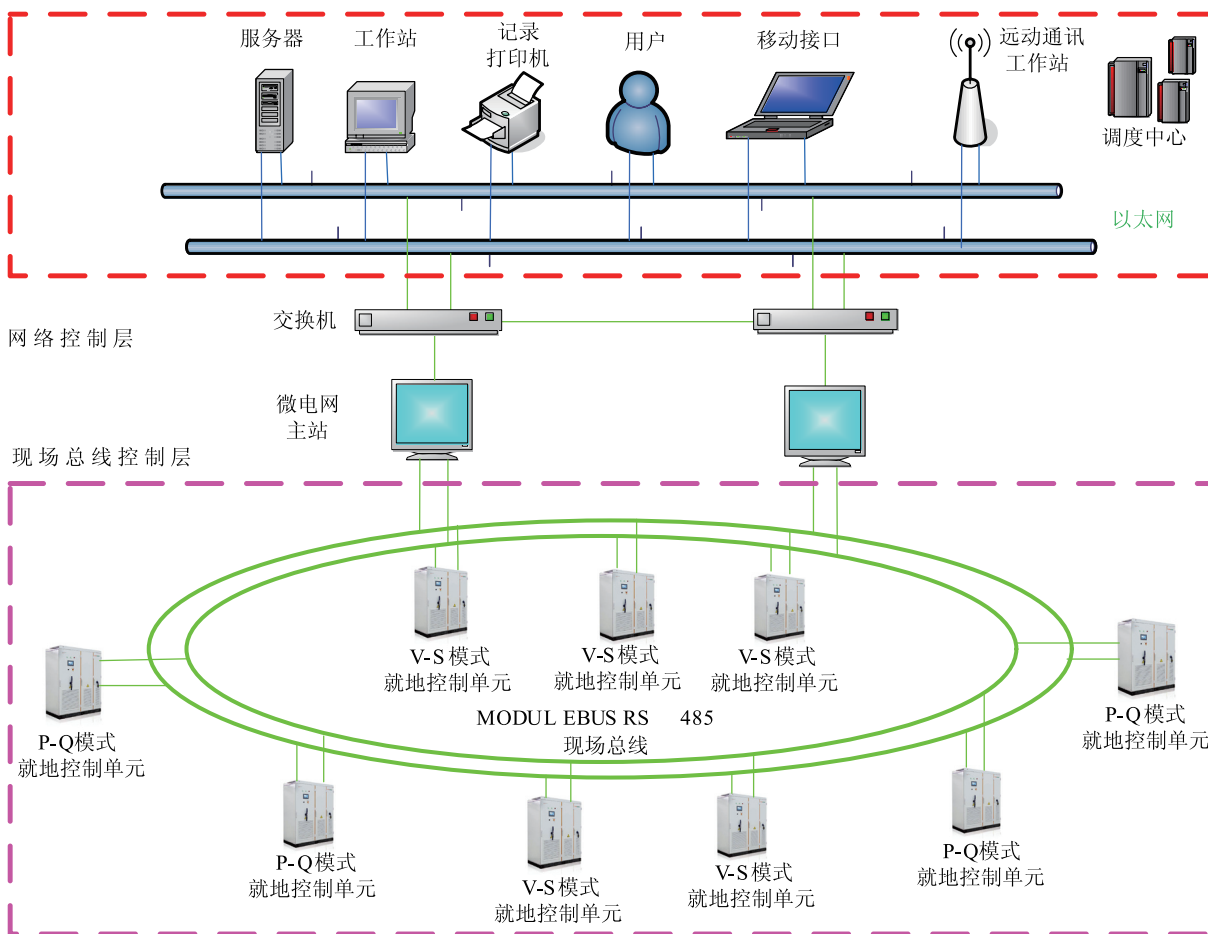 服务器
工作站
记录
打印机
用户
移动接口
远动通讯
工作站
调度中心
以太网
交换机
网络控制层
微电网
主站
现场总线控制层
V-S模式
就地控制单元
V-S模式
就地控制单元
V-S模式
就地控制单元
MODUL EBUS RS 485
现场总线
P-Q模式
就地控制单元
P-Q模式
就地控制单元
P-Q模式
就地控制单元
V-S模式
就地控制单元
V-S模式
就地控制单元
P-Q模式
就地控制单元